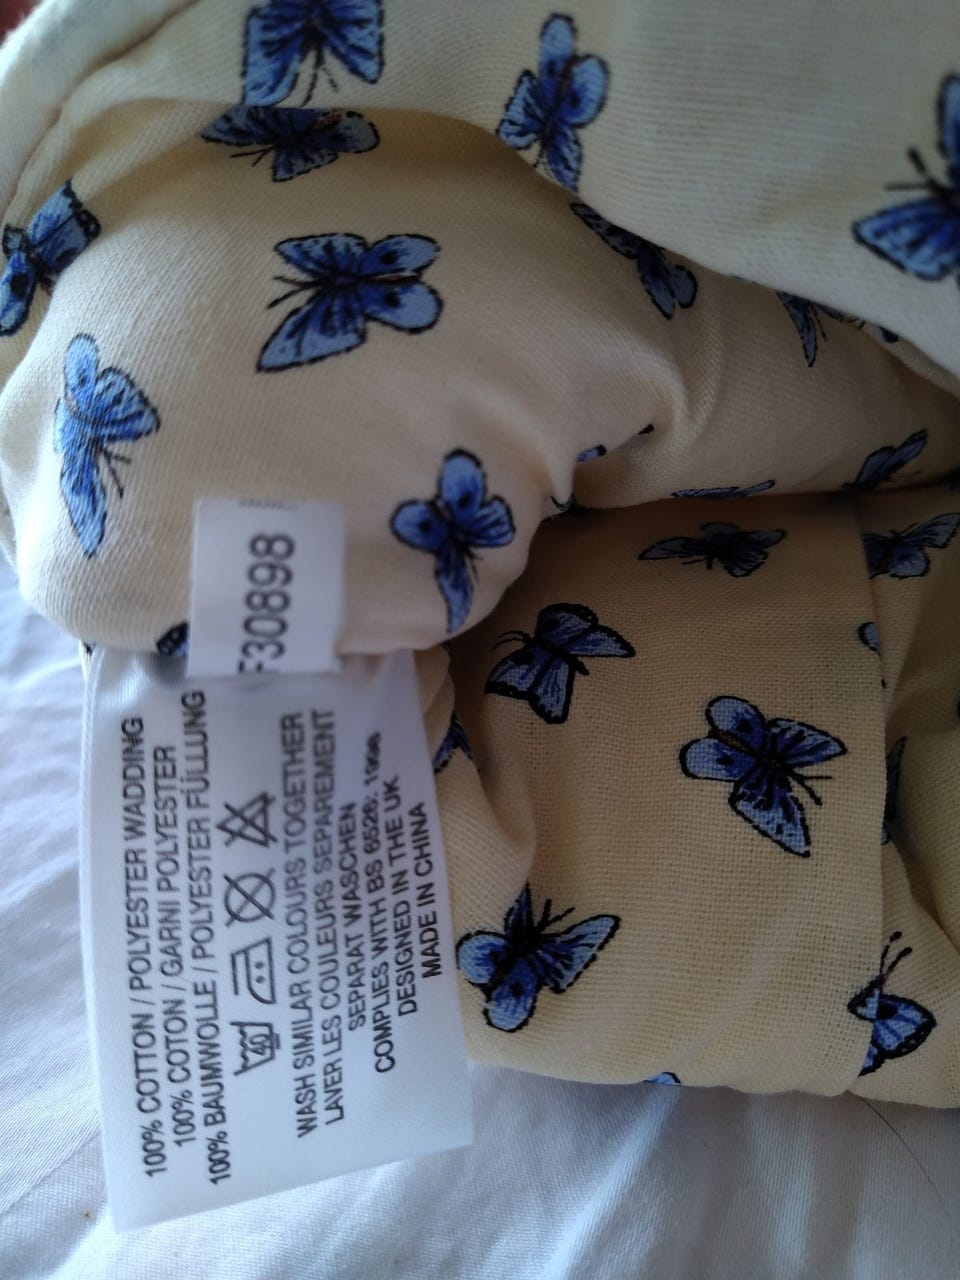 F30898
100% COTTON / POLYESTER WADDING
100% COTON / GARNI POLYESTER
100% BAUMWOLLE / POLYESTER FÜLLUNG
40
WASH SIMILAR COLOURS TOGETHER
LAVER LES COULEURS SEPAREMENT
SEPARAT WASCHEN
COMPLIES WITH BS 6526: 1998
DESIGNED IN THE UK
MADE IN CHINA